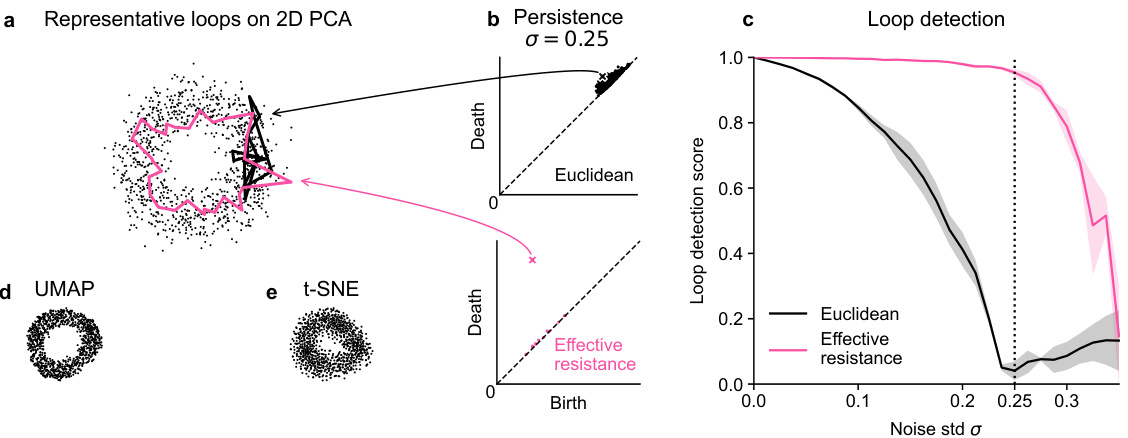 a Representative loops on 2D PCA
b Persistence
σ = 0.25
Death
Euclidean
0
Death
Effective
resistance
0
Birth
c Loop detection
Loop detection score
1.0
0.8
0.6
0.4
0.2
0.0
Euclidean
Effective
resistance
0.0 0.1 0.2 0.25 0.3
Noise std σ
d UMAP
e t-SNE